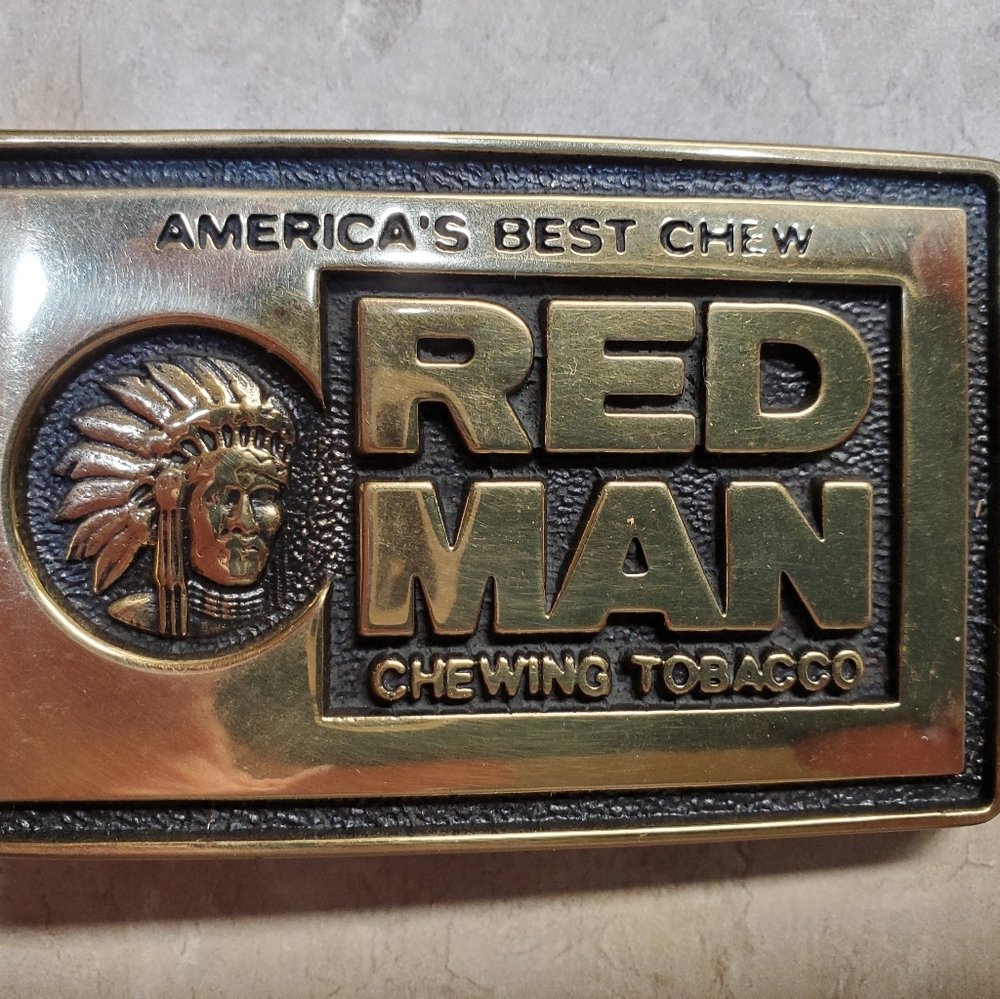 AMERICA'S BEST CHEW
RED
MAN
CHEWING TOBACCO